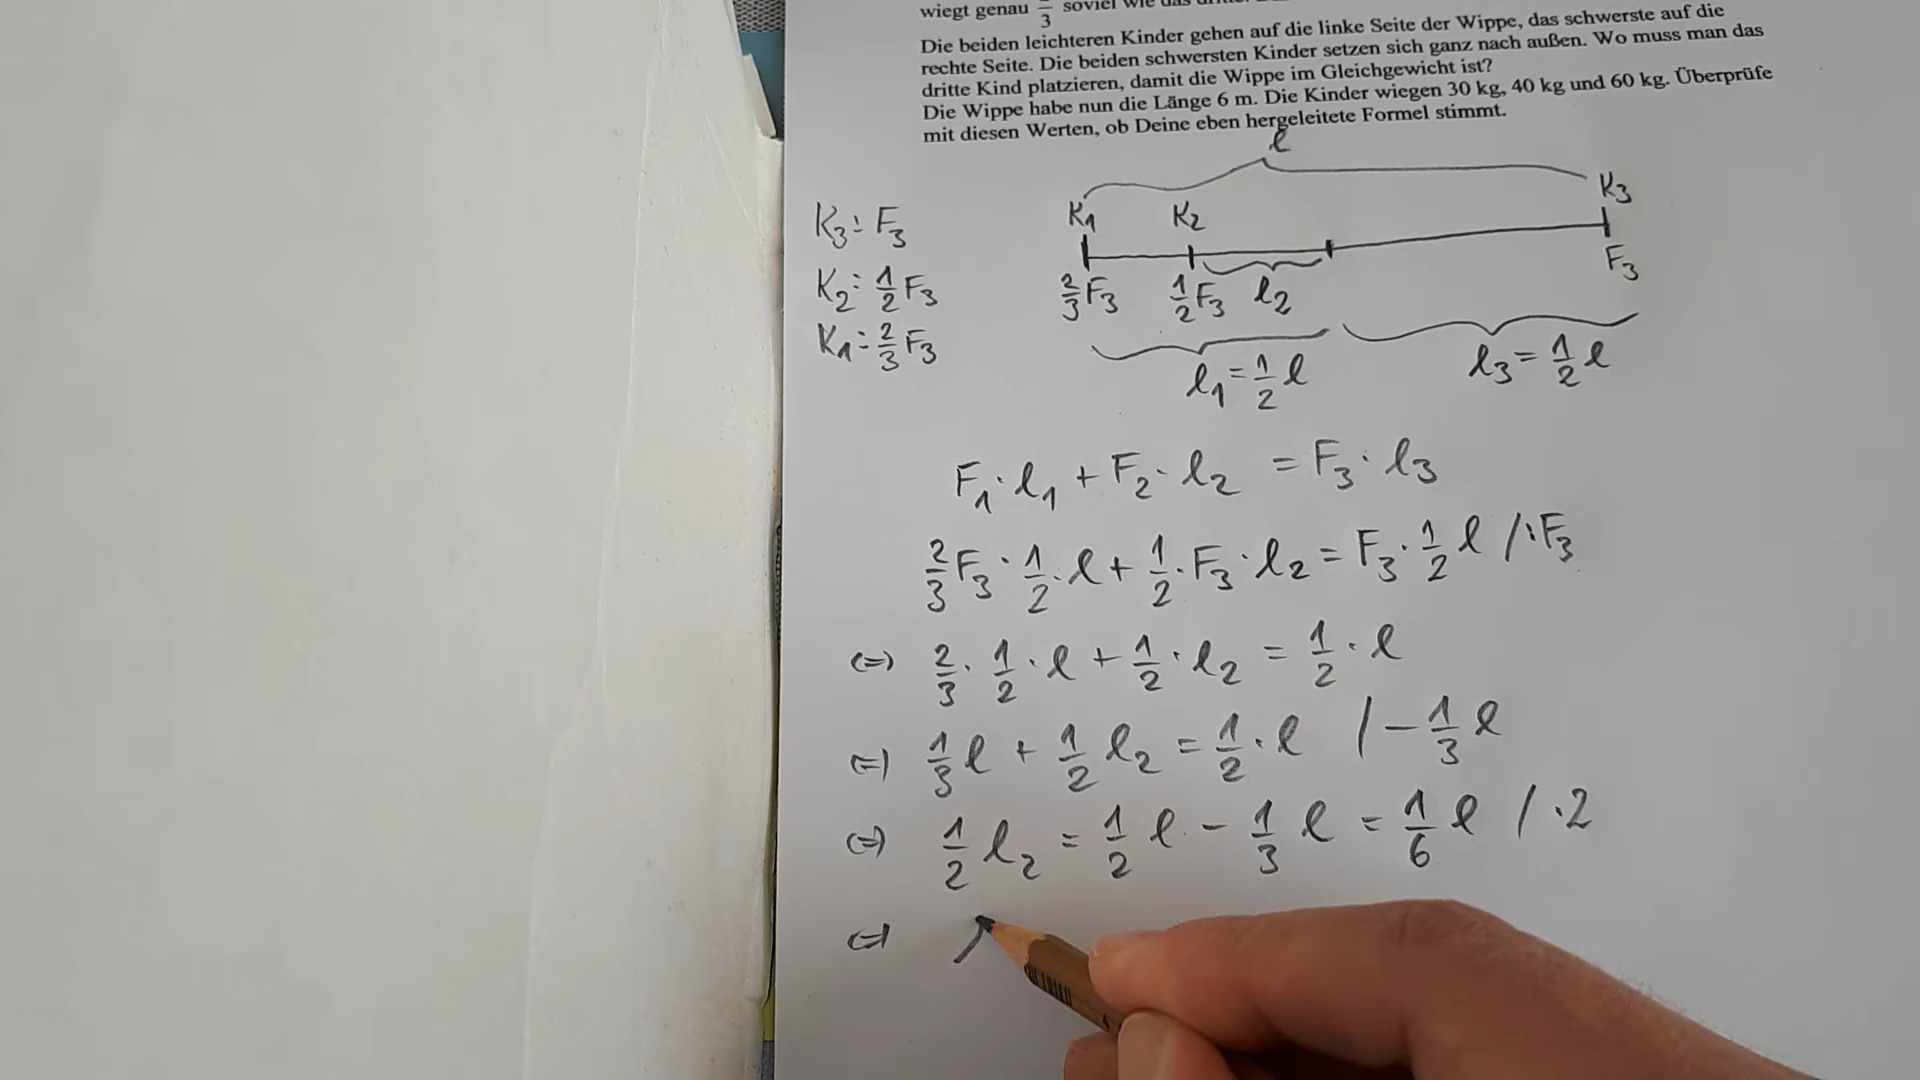 wiegt genau 3 soviel wie das
Die beiden leichteren Kinder gehen auf die linke Seite der Wippe, das schwerste auf die
rechte Seite. Die beiden schwersten Kinder setzen sich ganz nach außen. Wo muss man das
dritte Kind platzieren, damit die Wippe im Gleichgewicht ist?
Die Wippe habe nun die Länge 6 m. Die Kinder wiegen 30 kg, 40 kg und 60 kg. Überprüfe
mit diesen Werten, ob Deine eben hergeleitete Formel stimmt.
ℓ
K₁ K₂ K₃
K₃: F₃
K₂: 1/2 F₃
K₁: 2/3 F₃
2/3 F₃ 1/2 F₃ ℓ₂ F₃
ℓ₁ = 1/2 ℓ ℓ₃ = 1/2 ℓ
F₁ · ℓ₁ + F₂ · ℓ₂ = F₃ · ℓ₃
2/3 F₃ · 1/2 · ℓ + 1/2 · F₃ · ℓ₂ = F₃ · 1/2 ℓ / : F₃
(=) 2/3 · 1/2 · ℓ + 1/2 · ℓ₂ = 1/2 · ℓ
(=) 1/3 ℓ + 1/2 ℓ₂ = 1/2 · ℓ / - 1/3 ℓ
(=) 1/2 ℓ₂ = 1/2 ℓ - 1/3 ℓ = 1/6 ℓ / · 2
(=)